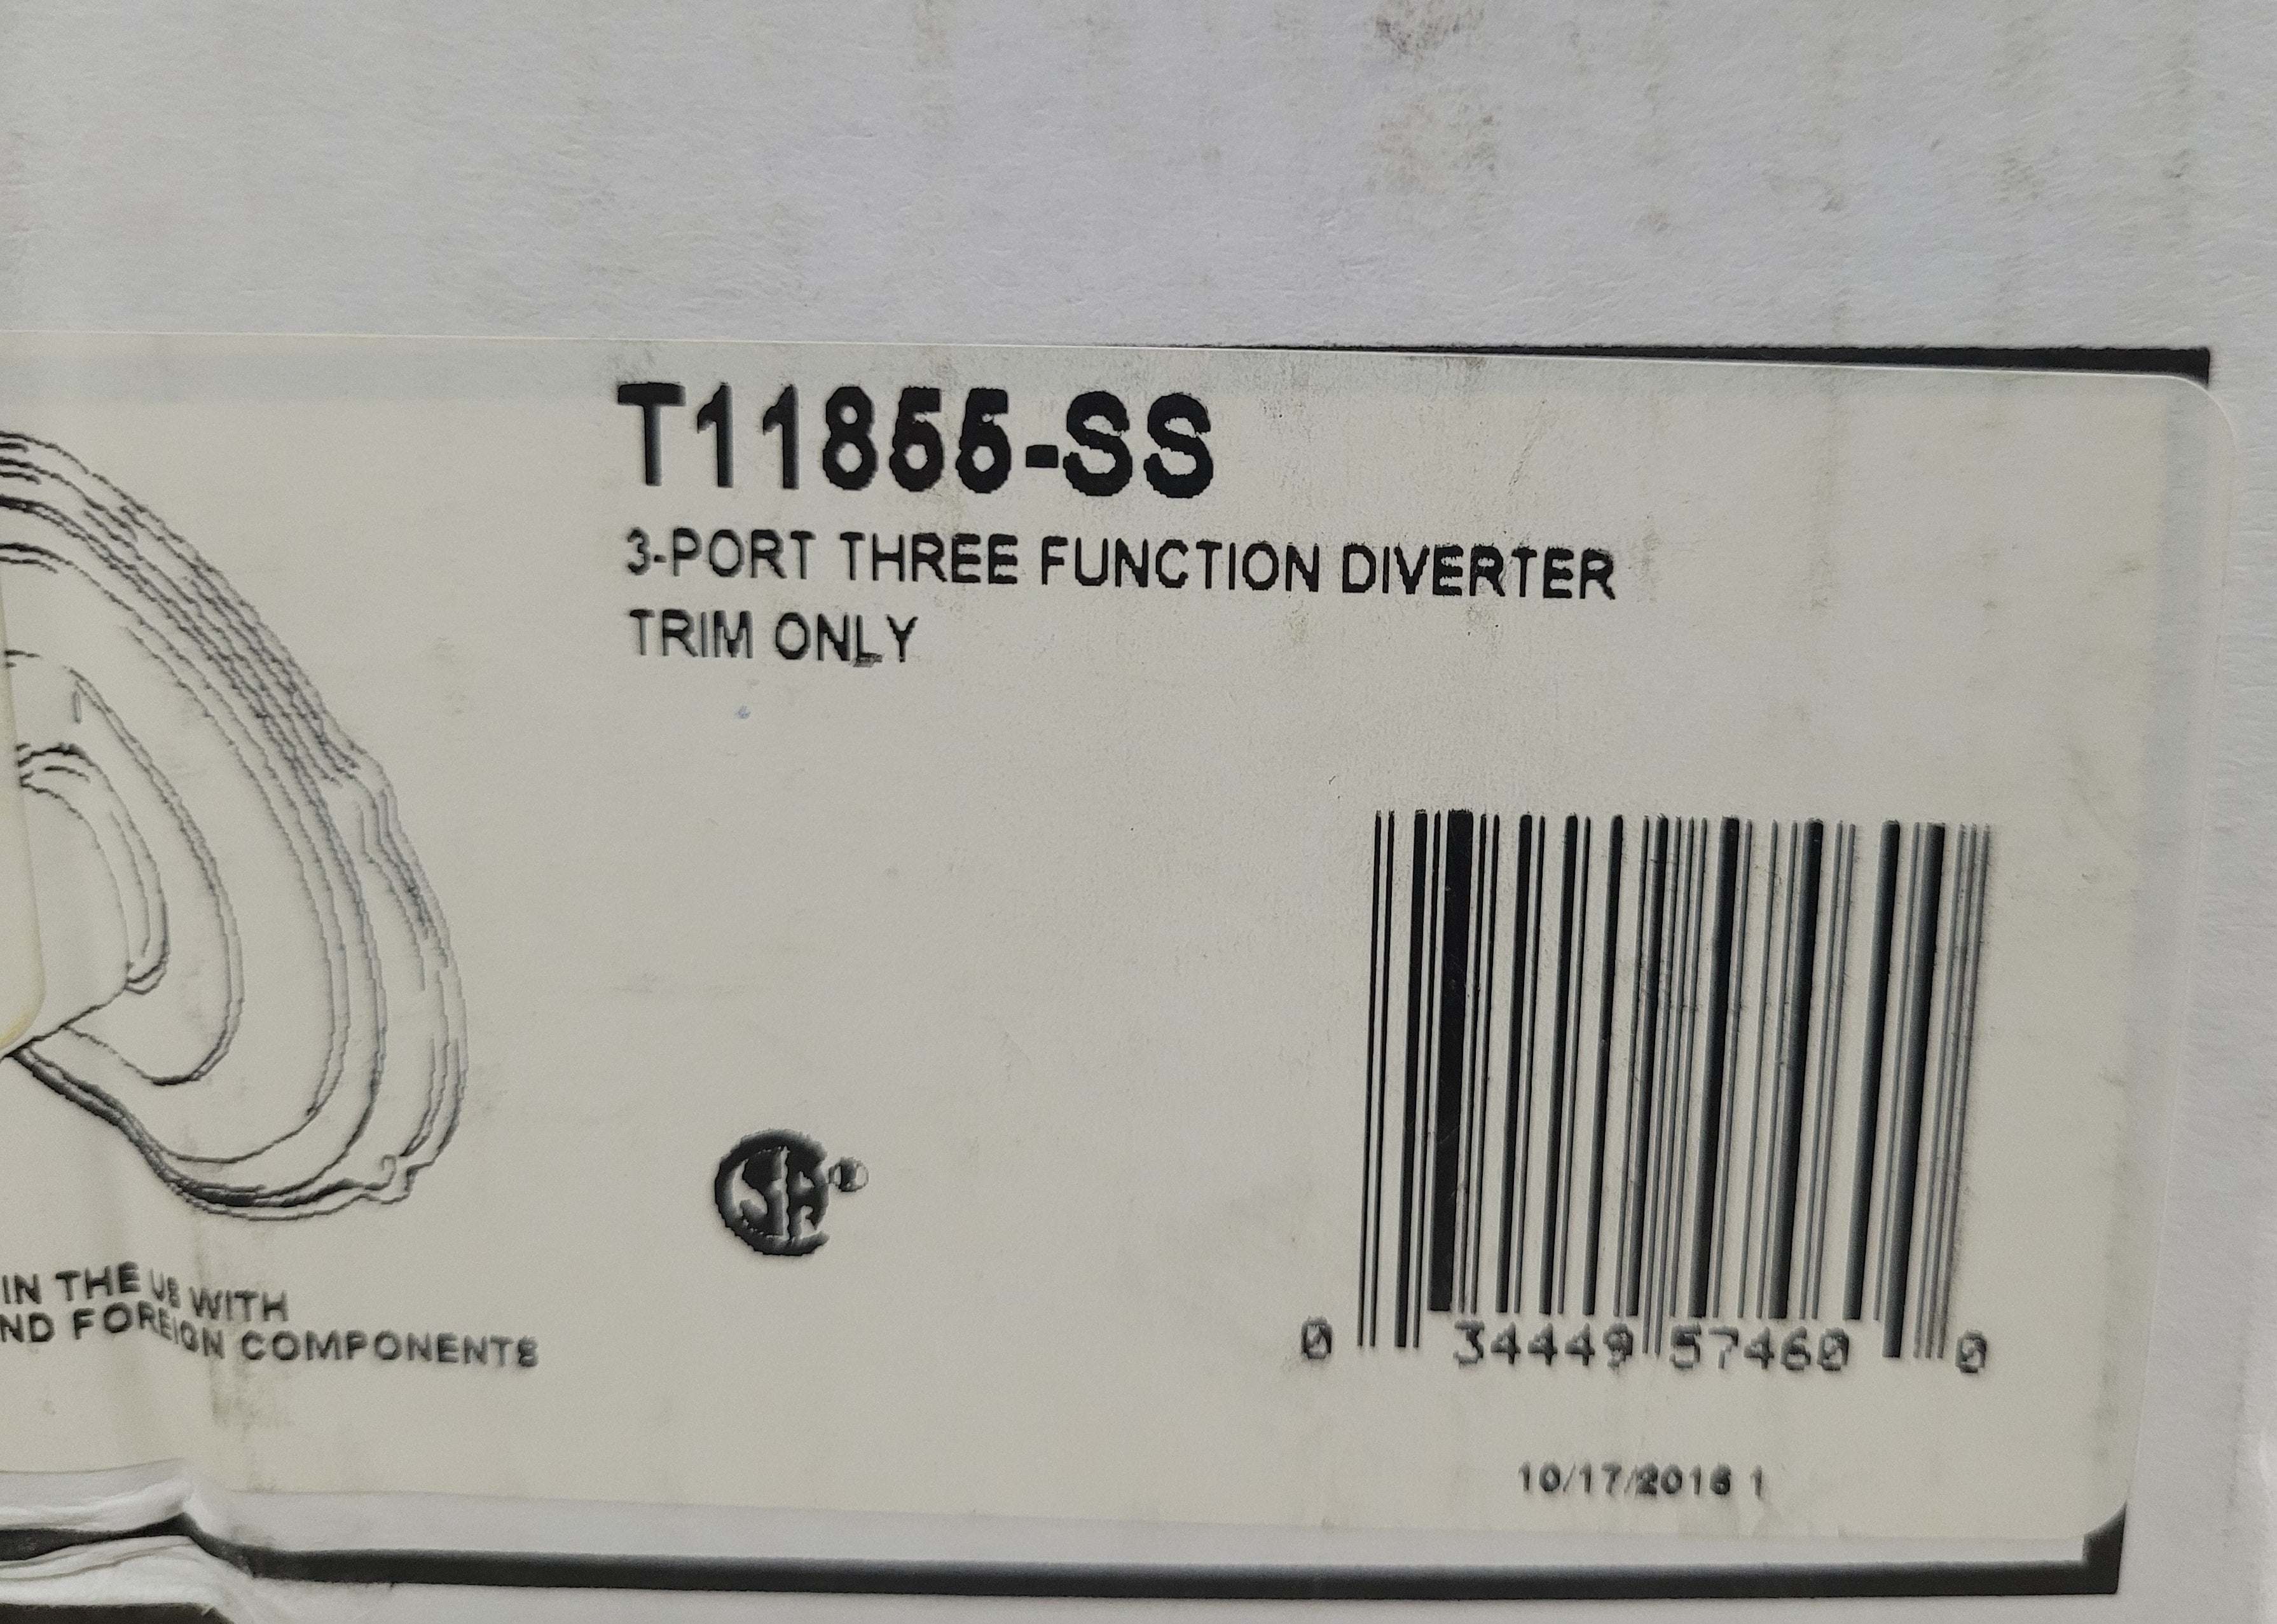 T11855-SS
3-PORT THREE FUNCTION DIVERTER
TRIM ONLY
SA
IN THE US WITH
ND FOREIGN COMPONENTS
0 34449 57460 0
10/17/2016 1